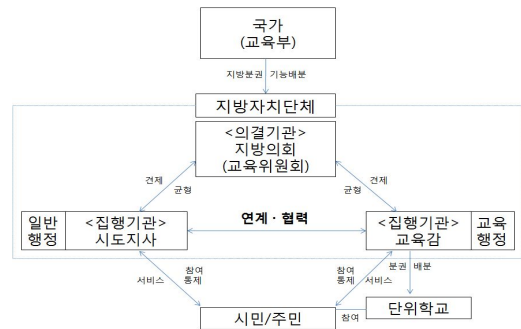 국가
(교육부)
지방분권 기능배분
지방자치단체
<의결기관>
지방의회
(교육위원회)
견제
균형
견제
균형
연계 · 협력
일반
행정
<집행기관>
시도지사
<집행기관>
교육감
교육
행정
서비스
참여
통제
참여
통제
서비스
분권 배분
시민/주민
참여
단위학교